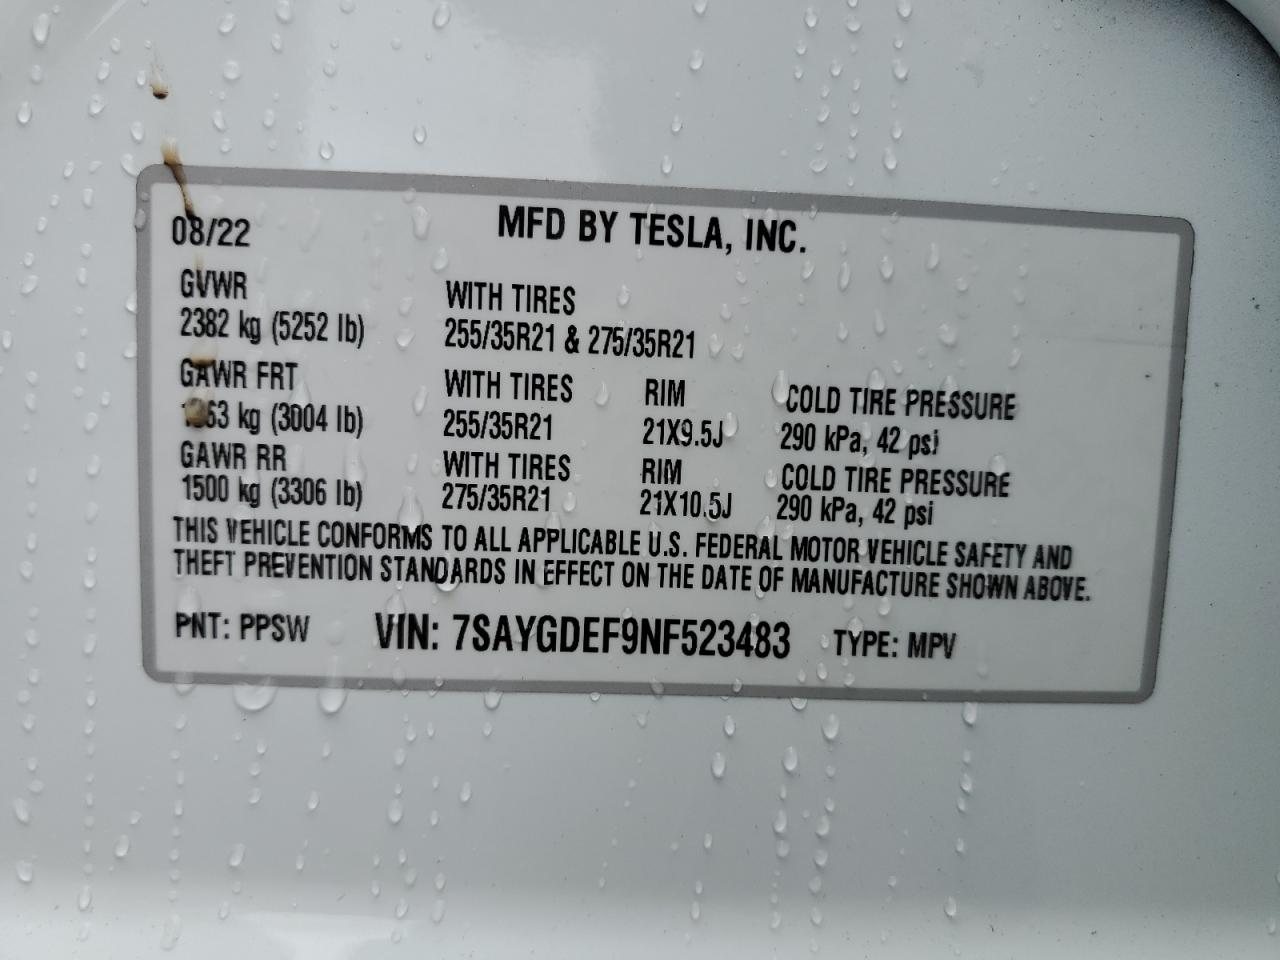 08/22 MFD BY TESLA, INC.
GVWR WITH TIRES
2382 kg (5252 lb) 255/35R21 & 275/35R21
GAWR FRT WITH TIRES RIM COLD TIRE PRESSURE
kg (3004 lb) 255/35R21 21X9.5J 290 kPa, 42 psi
GAWR RR WITH TIRES RIM COLD TIRE PRESSURE
1500 kg (3306 lb) 275/35R21 21X10.5J 290 kPa, 42 psi
THIS VEHICLE CONFORMS TO ALL APPLICABLE U.S. FEDERAL MOTOR VEHICLE SAFETY AND
THEFT PREVENTION STANDARDS IN EFFECT ON THE DATE OF MANUFACTURE SHOWN ABOVE.
PNT: PPSW VIN: 7SAYGDEF9NF523483 TYPE: MPV